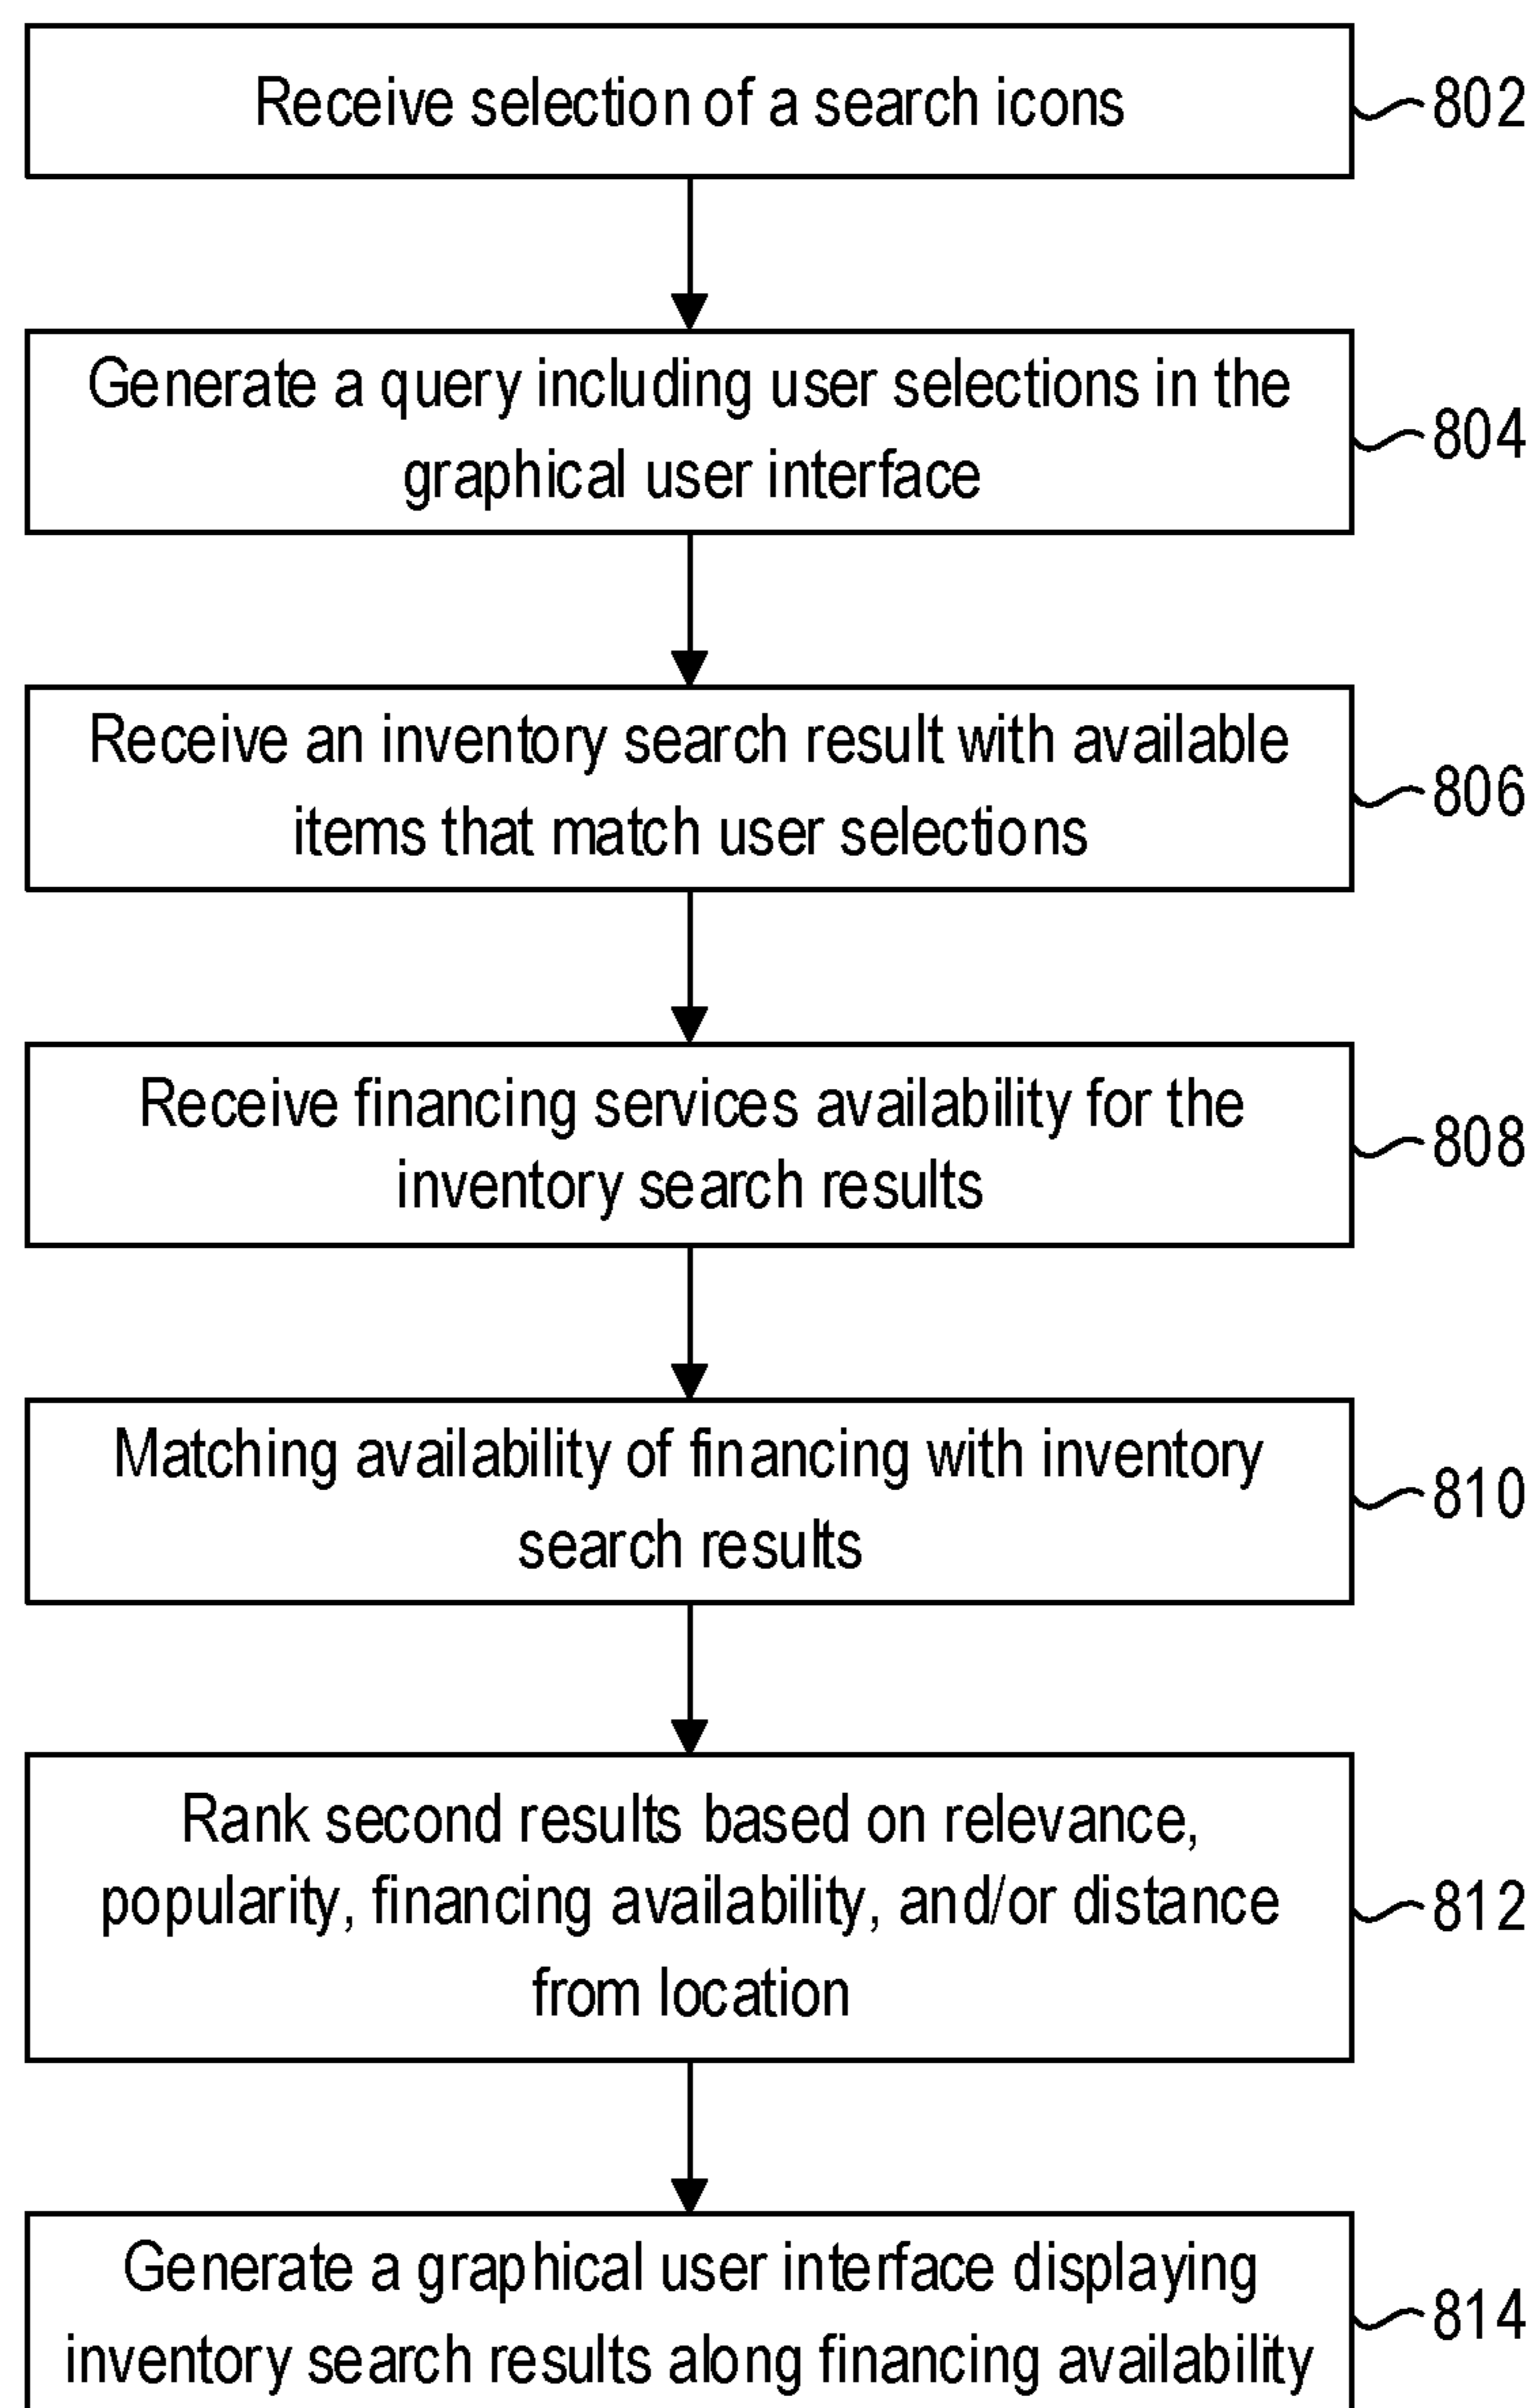 Receive selection of a search icons
802
Generate a query including user selections in the
graphical user interface
804
Receive an inventory search result with available
items that match user selections
806
Receive financing services availability for the
inventory search results
808
Matching availability of financing with inventory
search results
810
Rank second results based on relevance,
popularity, financing availability, and/or distance
from location
812
Generate a graphical user interface displaying
inventory search results along financing availability
814